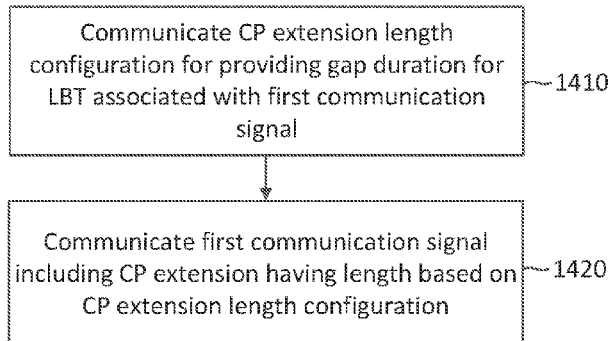 Communicate CP extension length
configuration for providing gap duration for
LBT associated with first communication
signal
1410
Communicate first communication signal
including CP extension having length based on
CP extension length configuration
1420